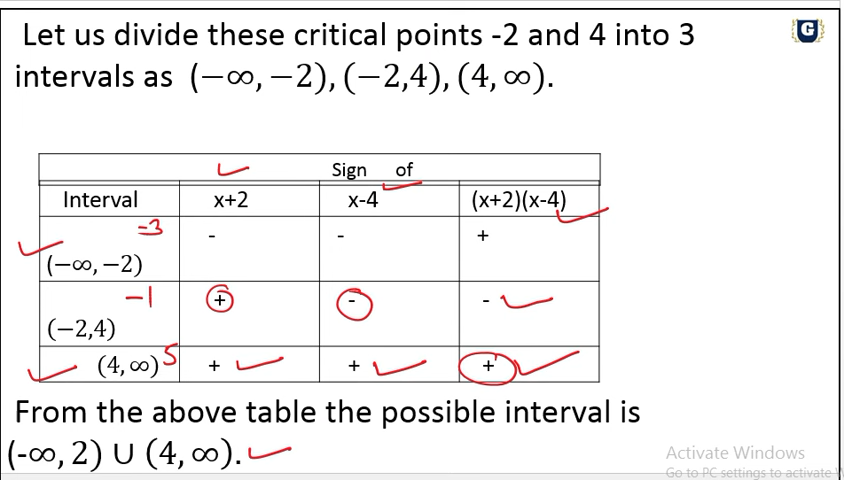 Let us divide these critical points -2 and 4 into 3
intervals as (−∞, −2), (−2,4), (4, ∞).
G
Sign of
Interval x+2 x-4 (x+2)(x-4)
-3
- - +
(−∞, −2)
-1 + - -
(−2,4)
(4, ∞) 5 + + +
From the above table the possible interval is
(-∞, 2) ∪ (4, ∞).
Activate Windows
Go to PC settings to activate W